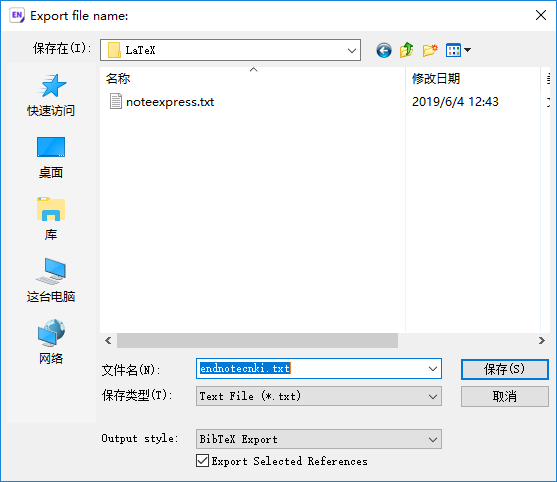 EN
Export file name:
保存在(I):
LaTeX
名称
修改日期
noteexpress.txt
2019/6/4 12:43
快速访问
桌面
库
这台电脑
网络
文件名(N):
endnotecnki.txt
保存(S)
保存类型(T):
Text File (*.txt)
取消
Output style:
BibTeX Export
Export Selected References